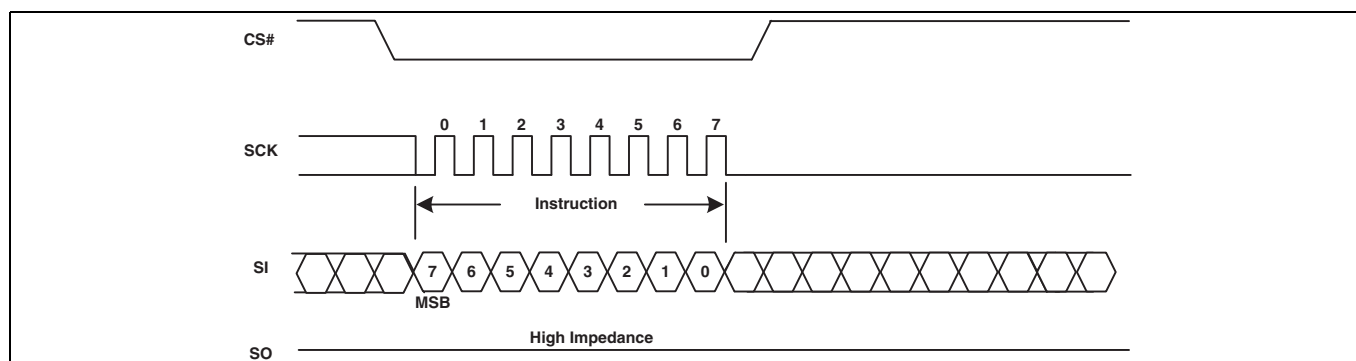 CS#
0 1 2 3 4 5 6 7
SCK
Instruction
SI
7 6 5 4 3 2 1 0
MSB
High Impedance
SO